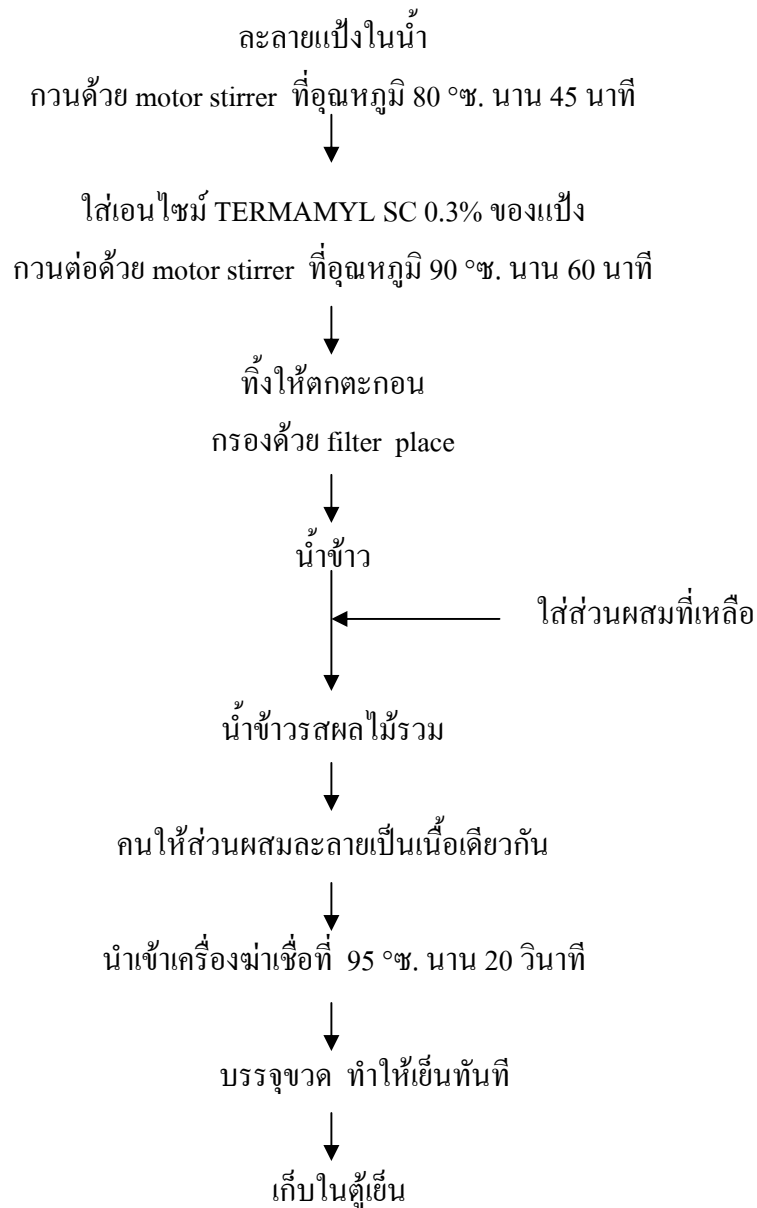 ละลายแป้งในน้ำ
กวนด้วย motor stirrer ที่อุณหภูมิ 80 °ซ. นาน 45 นาที
ใส่เอนไซม์ TERMAMYL SC 0.3% ของแป้ง
กวนต่อด้วย motor stirrer ที่อุณหภูมิ 90 °ซ. นาน 60 นาที
ทิ้งให้ตกตะกอน
กรองด้วย filter place
น้ำข้าว
ใส่ส่วนผสมที่เหลือ
น้ำข้าวรสผลไม้รวม
คนให้ส่วนผสมละลายเป็นเนื้อเดียวกัน
นำเข้าเครื่องฆ่าเชื่อที่ 95 °ซ. นาน 20 วินาที
บรรจุขวด ทำให้เย็นทันที
เก็บในตู้เย็น